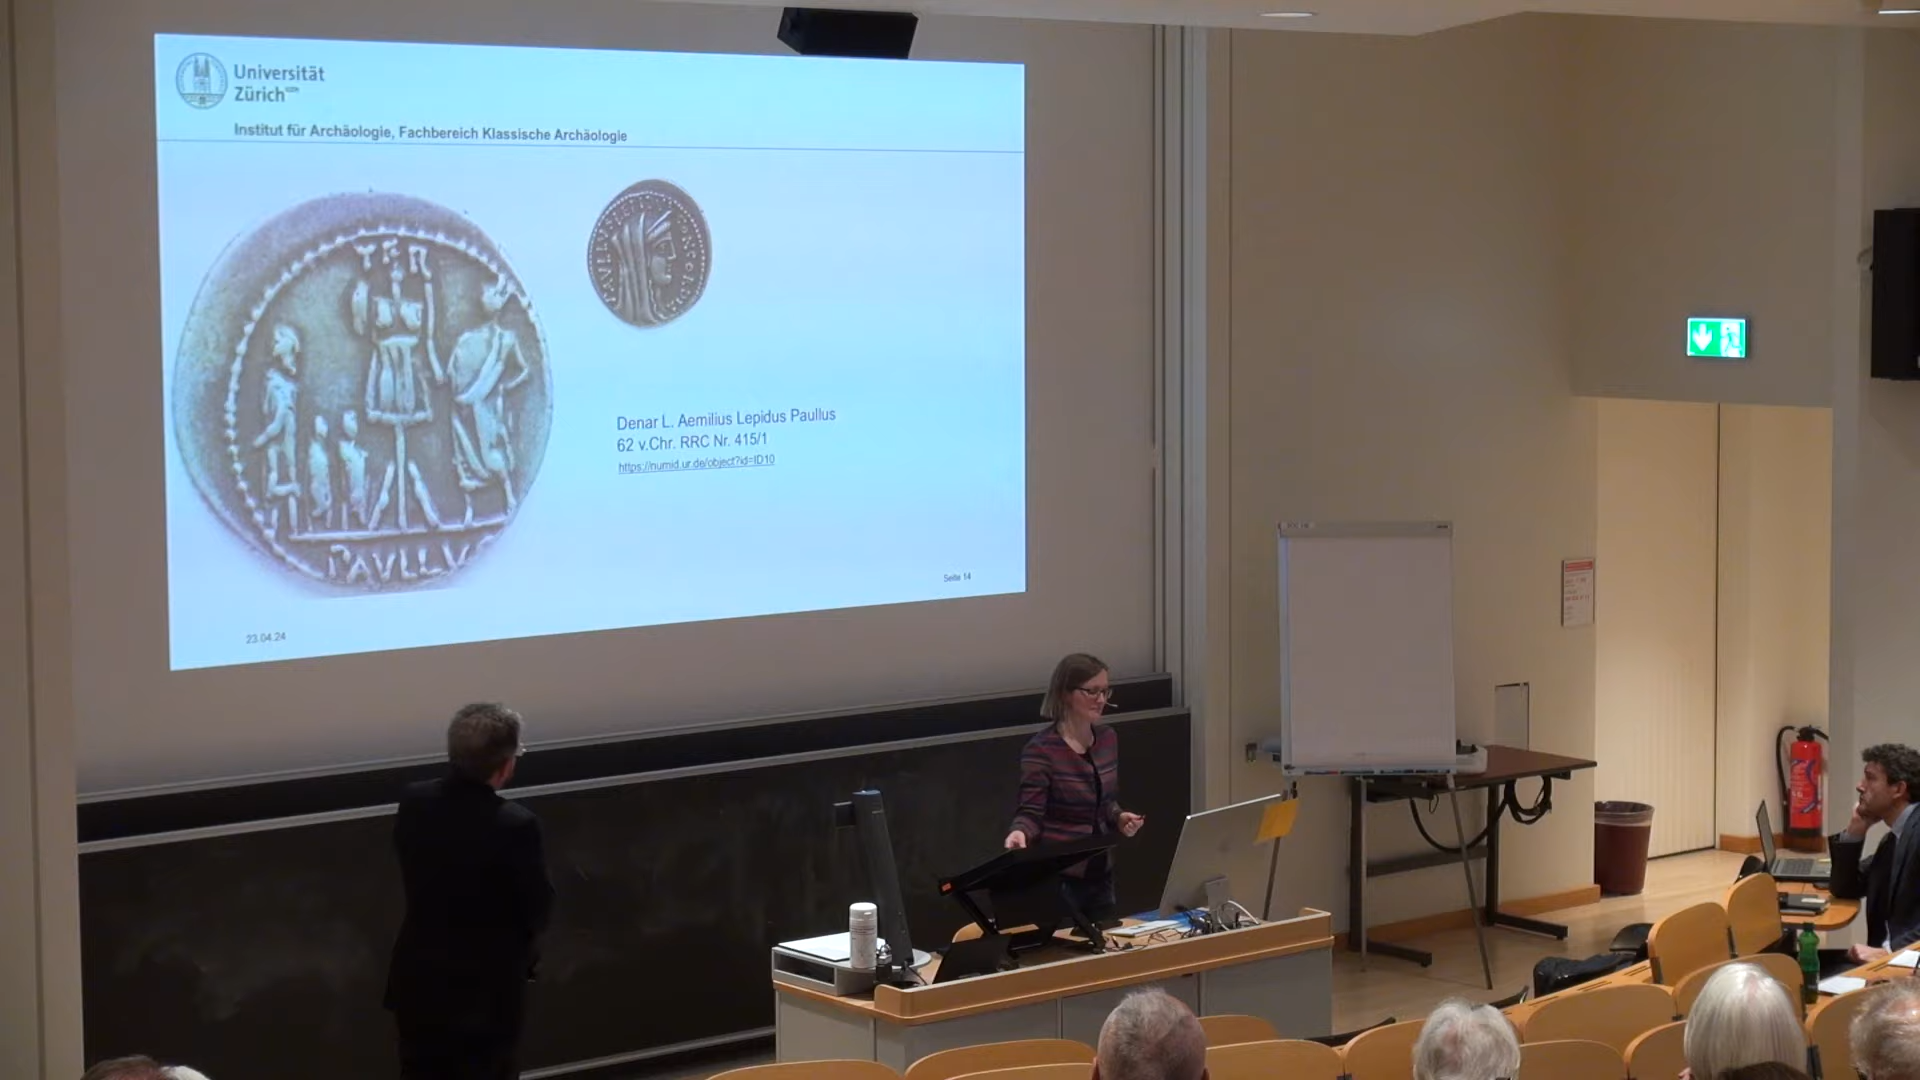 Universität
Zürich
Institut für Archäologie, Fachbereich Klassische Archäologie
TER
PAVLLVS
Denar L. Aemilius Lepidus Paullus
62 v.Chr. RRC Nr. 415/1
https://numid.ur.de/object?id=ID10
Seite 14
23.04.24